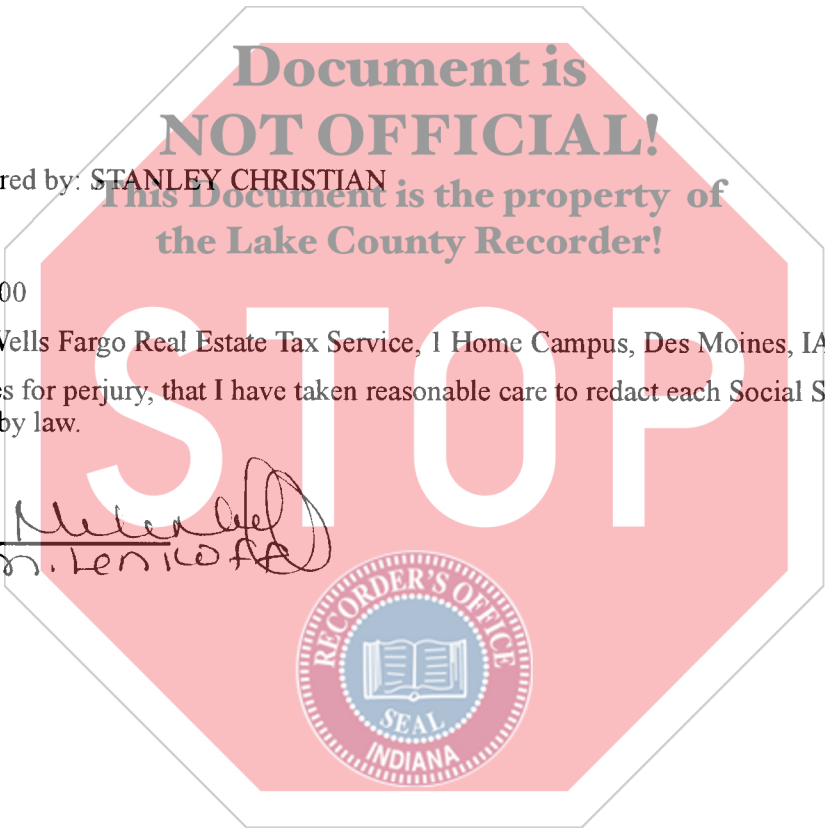 Document is
NOT OFFICIAL!
red by: STANLEY CHRISTIAN
This Document is the property of
the Lake County Recorder!
00
Wells Fargo Real Estate Tax Service, 1 Home Campus, Des Moines, IA
s for perjury, that I have taken reasonable care to redact each Social S
by law.
STOP
RECORDER'S OFFICE
SEAL
INDIANA